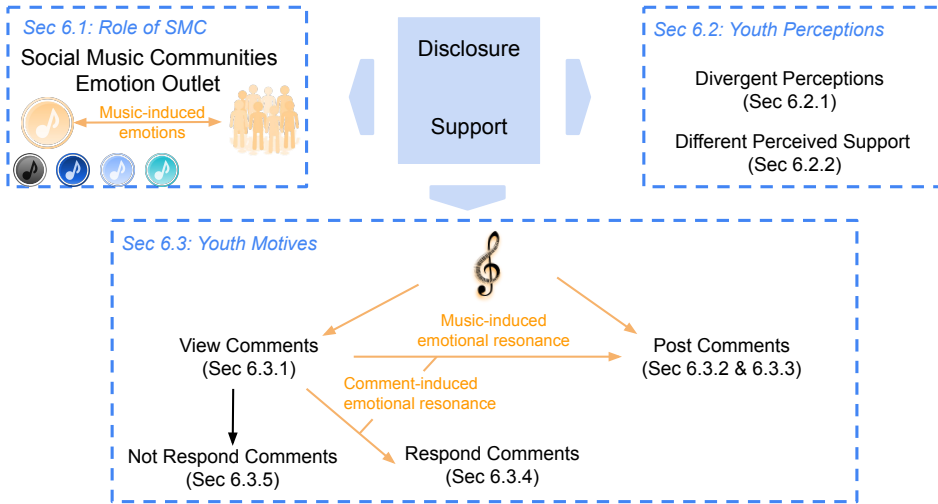 Sec 6.1: Role of SMC
Social Music Communities
Emotion Outlet
Music-induced
emotions
Disclosure
Support
Sec 6.2: Youth Perceptions
Divergent Perceptions
(Sec 6.2.1)
Different Perceived Support
(Sec 6.2.2)
Sec 6.3: Youth Motives
Music-induced
emotional resonance
View Comments
(Sec 6.3.1)
Post Comments
(Sec 6.3.2 & 6.3.3)
Comment-induced
emotional resonance
Not Respond Comments
(Sec 6.3.5)
Respond Comments
(Sec 6.3.4)